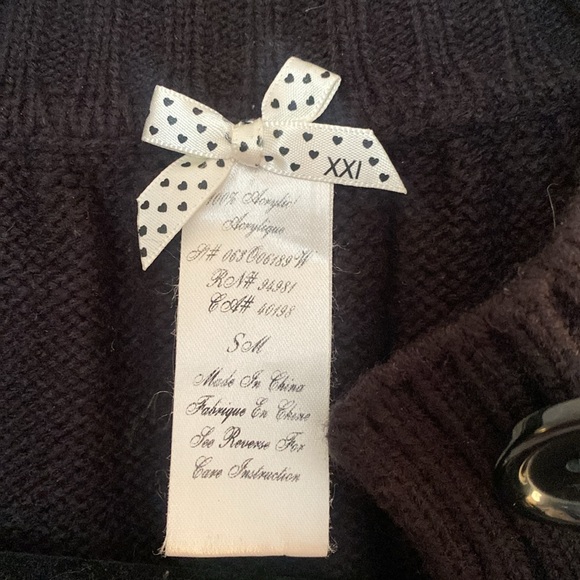 XXI
100% Acrylic
Acrylique
S# 063006189W
RN# 94981
CA# 40198
SM
Made In China
Fabrique En Chine
See Reverse For
Care Instruction